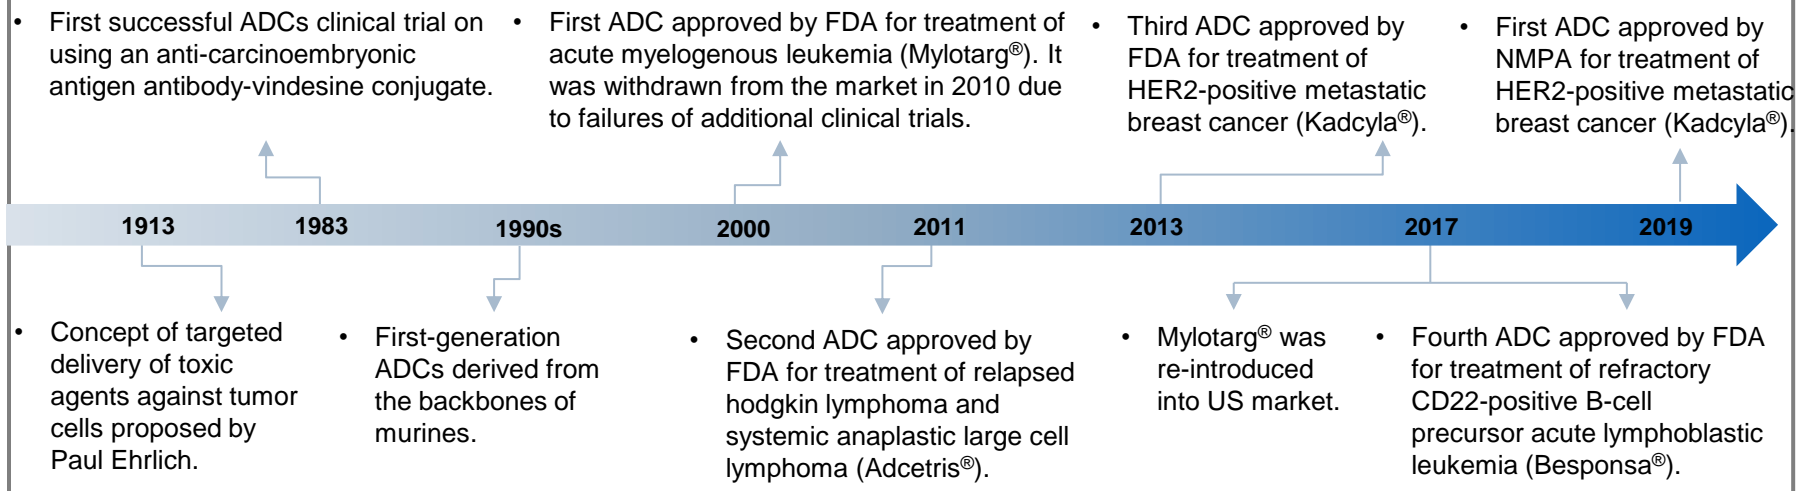 • First successful ADCs clinical trial on
using an anti-carcinoembryonic
antigen antibody-vindesine conjugate.
• First ADC approved by FDA for treatment of
acute myelogenous leukemia (Mylotarg®). It
was withdrawn from the market in 2010 due
to failures of additional clinical trials.
• Third ADC approved by
FDA for treatment of
HER2-positive metastatic
breast cancer (Kadcyla®).
• First ADC approved by
NMPA for treatment of
HER2-positive metastatic
breast cancer (Kadcyla®).
1913 1983 1990s 2000 2011 2013 2017 2019
• Concept of targeted
delivery of toxic
agents against tumor
cells proposed by
Paul Ehrlich.
• First-generation
ADCs derived from
the backbones of
murines.
• Second ADC approved by
FDA for treatment of relapsed
hodgkin lymphoma and
systemic anaplastic large cell
lymphoma (Adcetris®).
• Mylotarg® was
re-introduced
into US market.
• Fourth ADC approved by FDA
for treatment of refractory
CD22-positive B-cell
precursor acute lymphoblastic
leukemia (Besponsa®).